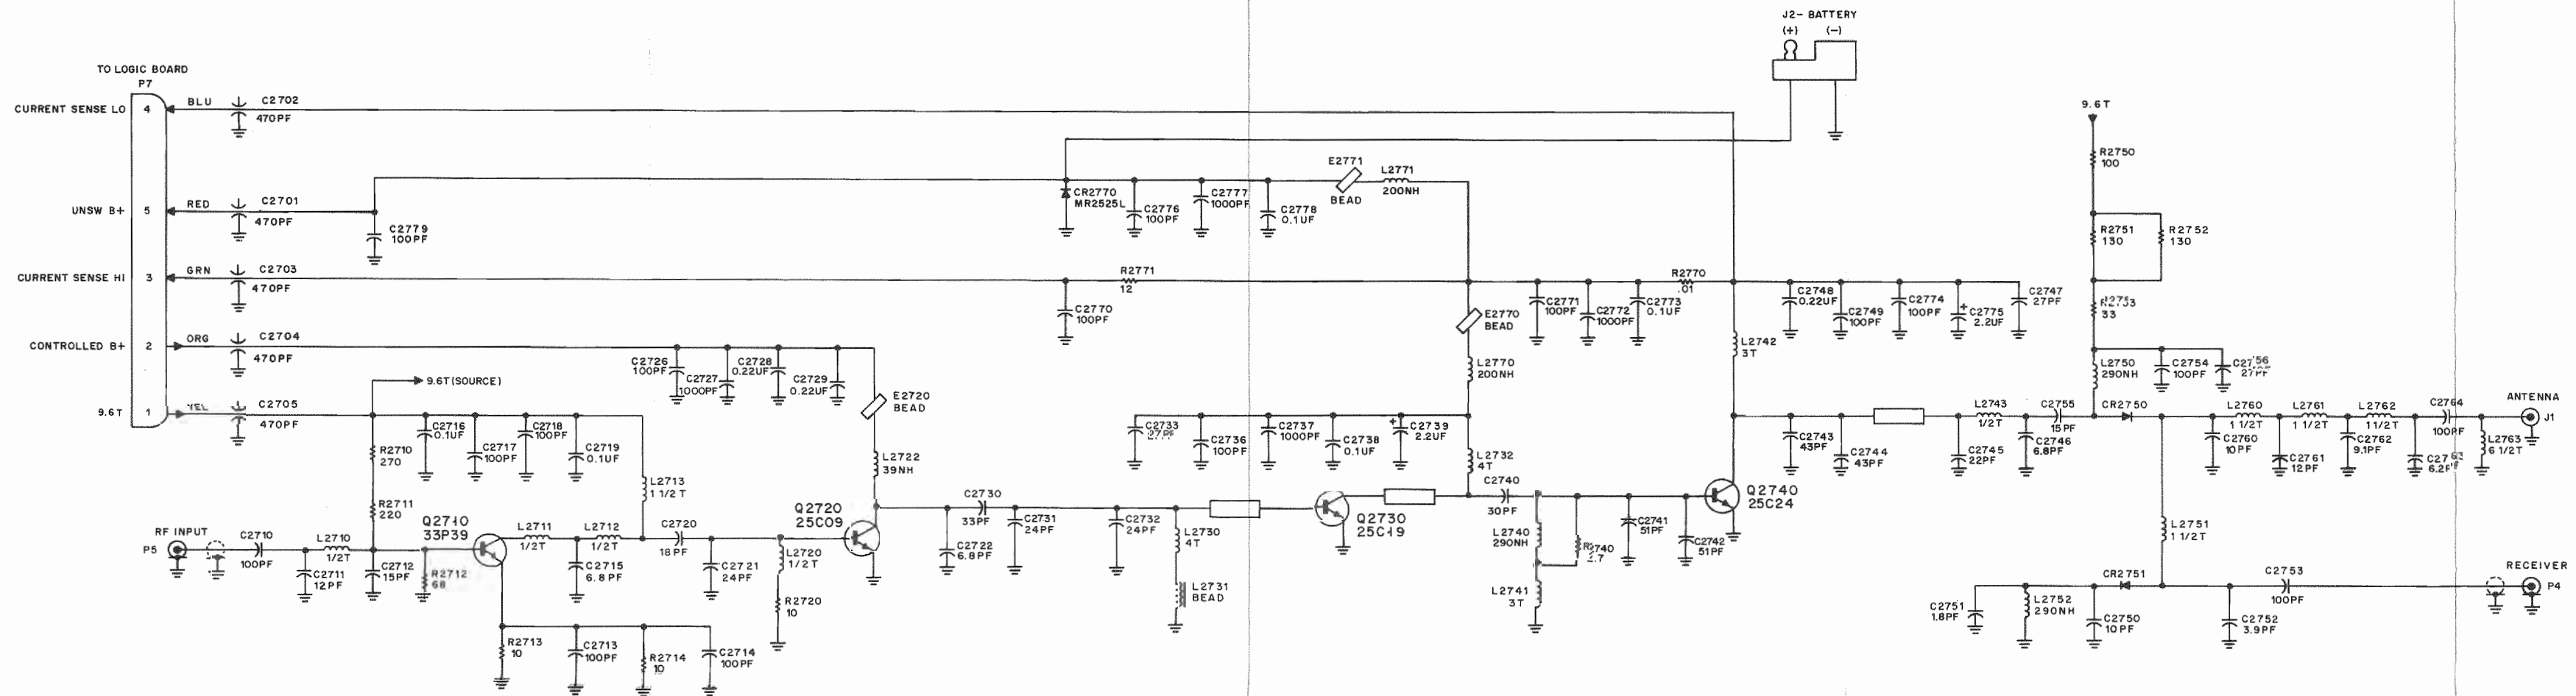 J2- BATTERY
(+) (-)
TO LOGIC BOARD
P7
CURRENT SENSE LO 4 BLU C2702
470PF
UNSW B+ 5 RED C2701
470PF
C2779
100PF
CURRENT SENSE HI 3 GRN C2703
470PF
CONTROLLED B+ 2 ORG C2704
470PF
9.6T (SOURCE)
9.6T 1 YEL C2705
470PF
CR2770
MR2525L
C2776
100PF
C2777
1000PF
C2778
0.1UF
E2771
BEAD
L2771
200NH
R2771
12
C2770
100PF
E2770
BEAD
L2770
200NH
C2771
100PF
C2772
1000PF
C2773
0.1UF
R2770
.01
C2748
0.22UF
C2749
100PF
C2774
100PF
+ C2775
2.2UF
C2747
27PF
L2742
3T
9.6T
R2750
100
R2751
130
R2752
130
33
L2750
290NH
C2754
100PF
C2726
100PF
C2727
1000PF
C2728
0.22UF
C2729
0.22UF
E2720
BEAD
L2722
39NH
R2710
270
R2711
220
C2716
0.1UF
C2717
100PF
C2718
100PF
C2719
0.1UF
L2713
1 1/2 T
C2733
C2736
100PF
C2737
1000PF
C2738
0.1UF
+ C2739
2.2UF
L2732
4T
C2743
43PF
C2744
43PF
C2745
22PF
L2743
1/2T
C2746
6.8PF
C2755
15PF
CR2750
L2760
1 1/2T
C2760
10PF
L2761
1 1/2T
C2761
12PF
L2762
1 1/2T
C2762
9.1PF
C2764
100PF
L2763
6 1/2T
ANTENNA
J1
RF INPUT
P5
C2710
100PF
C2711
12PF
L2710
1/2T
C2712
15PF
R2712
68
Q2710
33P39
L2711
1/2T
L2712
1/2T
C2715
6.8PF
C2720
18PF
C2721
24PF
L2720
1/2T
R2720
10
Q2720
25C09
R2713
10
C2713
100PF
R2714
10
C2714
100PF
C2722
6.8PF
C2730
33PF
C2731
24PF
C2732
24PF
L2730
4T
L2731
BEAD
Q2730
25C19
C2740
30PF
L2740
290NH
L2741
3T
C2741
51PF
C2742
51PF
Q2740
25C24
L2751
1 1/2T
CR2751
C2751
1.8PF
L2752
290NH
C2750
10PF
C2752
3.9PF
C2753
100PF
RECEIVER
P4